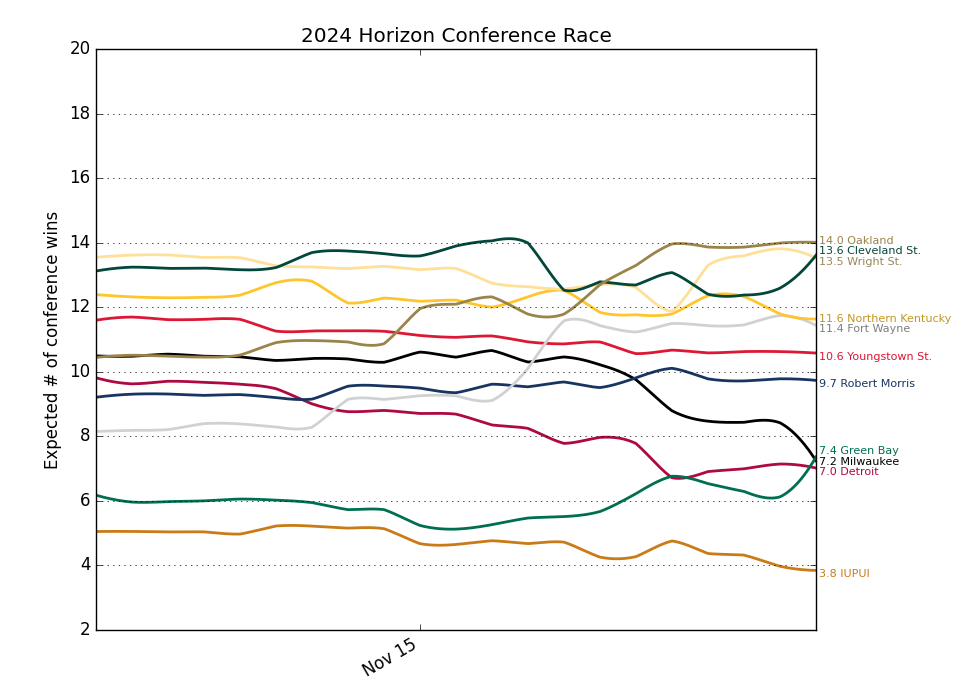 2024 Horizon Conference Race
Expected # of conference wins
20
18
16
14
12
10
8
6
4
2
Nov 15
14.0 Oakland
13.6 Cleveland St.
13.5 Wright St.
11.6 Northern Kentucky
11.4 Fort Wayne
10.6 Youngstown St.
9.7 Robert Morris
7.4 Green Bay
7.2 Milwaukee
7.0 Detroit
3.8 IUPUI